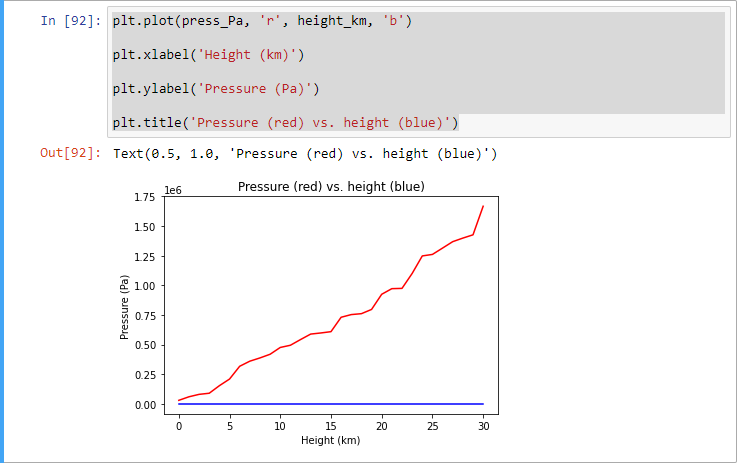 In [92]: plt.plot(press_Pa, 'r', height_km, 'b')
plt.xlabel('Height (km)')
plt.ylabel('Pressure (Pa)')
plt.title('Pressure (red) vs. height (blue)')
Out[92]: Text(0.5, 1.0, 'Pressure (red) vs. height (blue)')
Pressure (red) vs. height (blue)
1e6
1.75
1.50
1.25
1.00
0.75
0.50
0.25
0.00
Pressure (Pa)
0 5 10 15 20 25 30
Height (km)